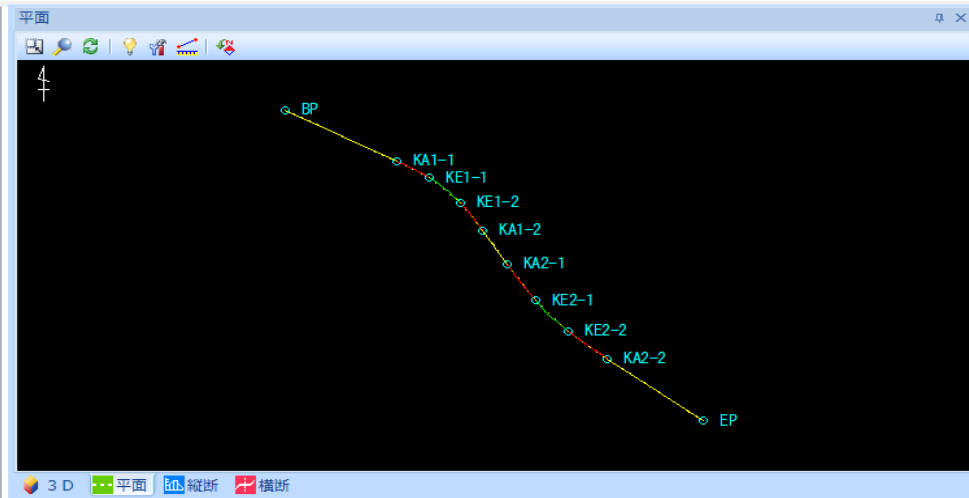 平面
BP
KA1-1
KE1-1
KE1-2
KA1-2
KA2-1
KE2-1
KE2-2
KA2-2
EP
3D 平面 縦断 横断